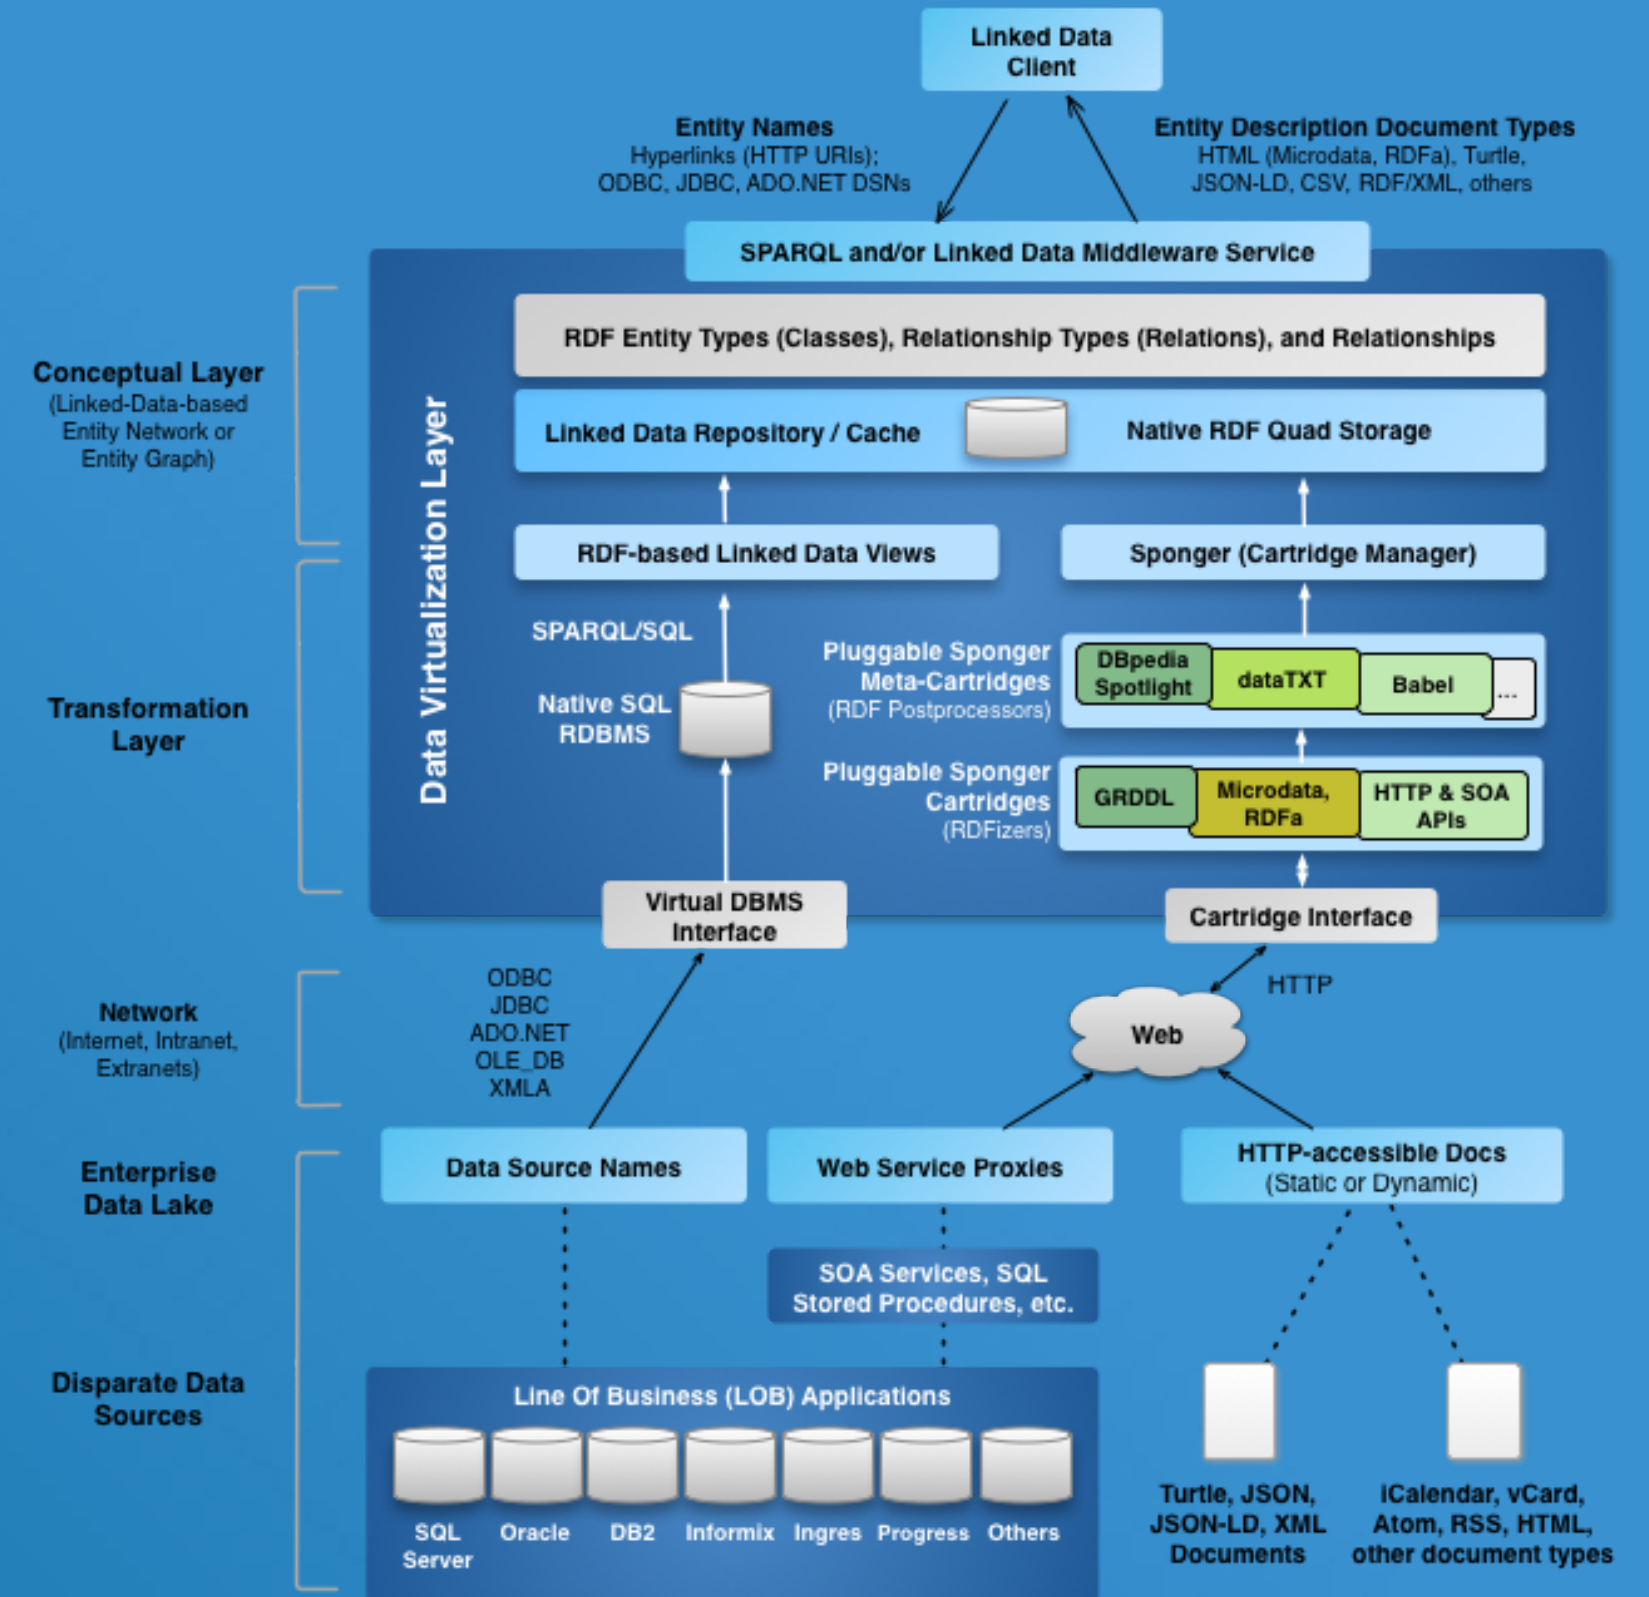 Linked Data
Client
Entity Names
Hyperlinks (HTTP URIs);
ODBC, JDBC, ADO.NET DSNs
Entity Description Document Types
HTML (Microdata, RDFa), Turtle,
JSON-LD, CSV, RDF/XML, others
SPARQL and/or Linked Data Middleware Service
Conceptual Layer
(Linked-Data-based
Entity Network or
Entity Graph)
Data Virtualization Layer
RDF Entity Types (Classes), Relationship Types (Relations), and Relationships
Linked Data Repository / Cache
Native RDF Quad Storage
RDF-based Linked Data Views
Sponger (Cartridge Manager)
Transformation
Layer
SPARQL/SQL
Native SQL
RDBMS
Pluggable Sponger
Meta-Cartridges
(RDF Postprocessors)
DBpedia
Spotlight
dataTXT
Babel
...
Pluggable Sponger
Cartridges
(RDFizers)
GRDDL
Microdata,
RDFa
HTTP & SOA
APIs
Virtual DBMS
Interface
Cartridge Interface
Network
(Internet, Intranet,
Extranets)
ODBC
JDBC
ADO.NET
OLE_DB
XMLA
HTTP
Web
Enterprise
Data Lake
Data Source Names
Web Service Proxies
HTTP-accessible Docs
(Static or Dynamic)
SOA Services, SQL
Stored Procedures, etc.
Disparate Data
Sources
Line Of Business (LOB) Applications
SQL
Server
Oracle
DB2
Informix
Ingres
Progress
Others
Turtle, JSON,
JSON-LD, XML
Documents
iCalendar, vCard,
Atom, RSS, HTML,
other document types